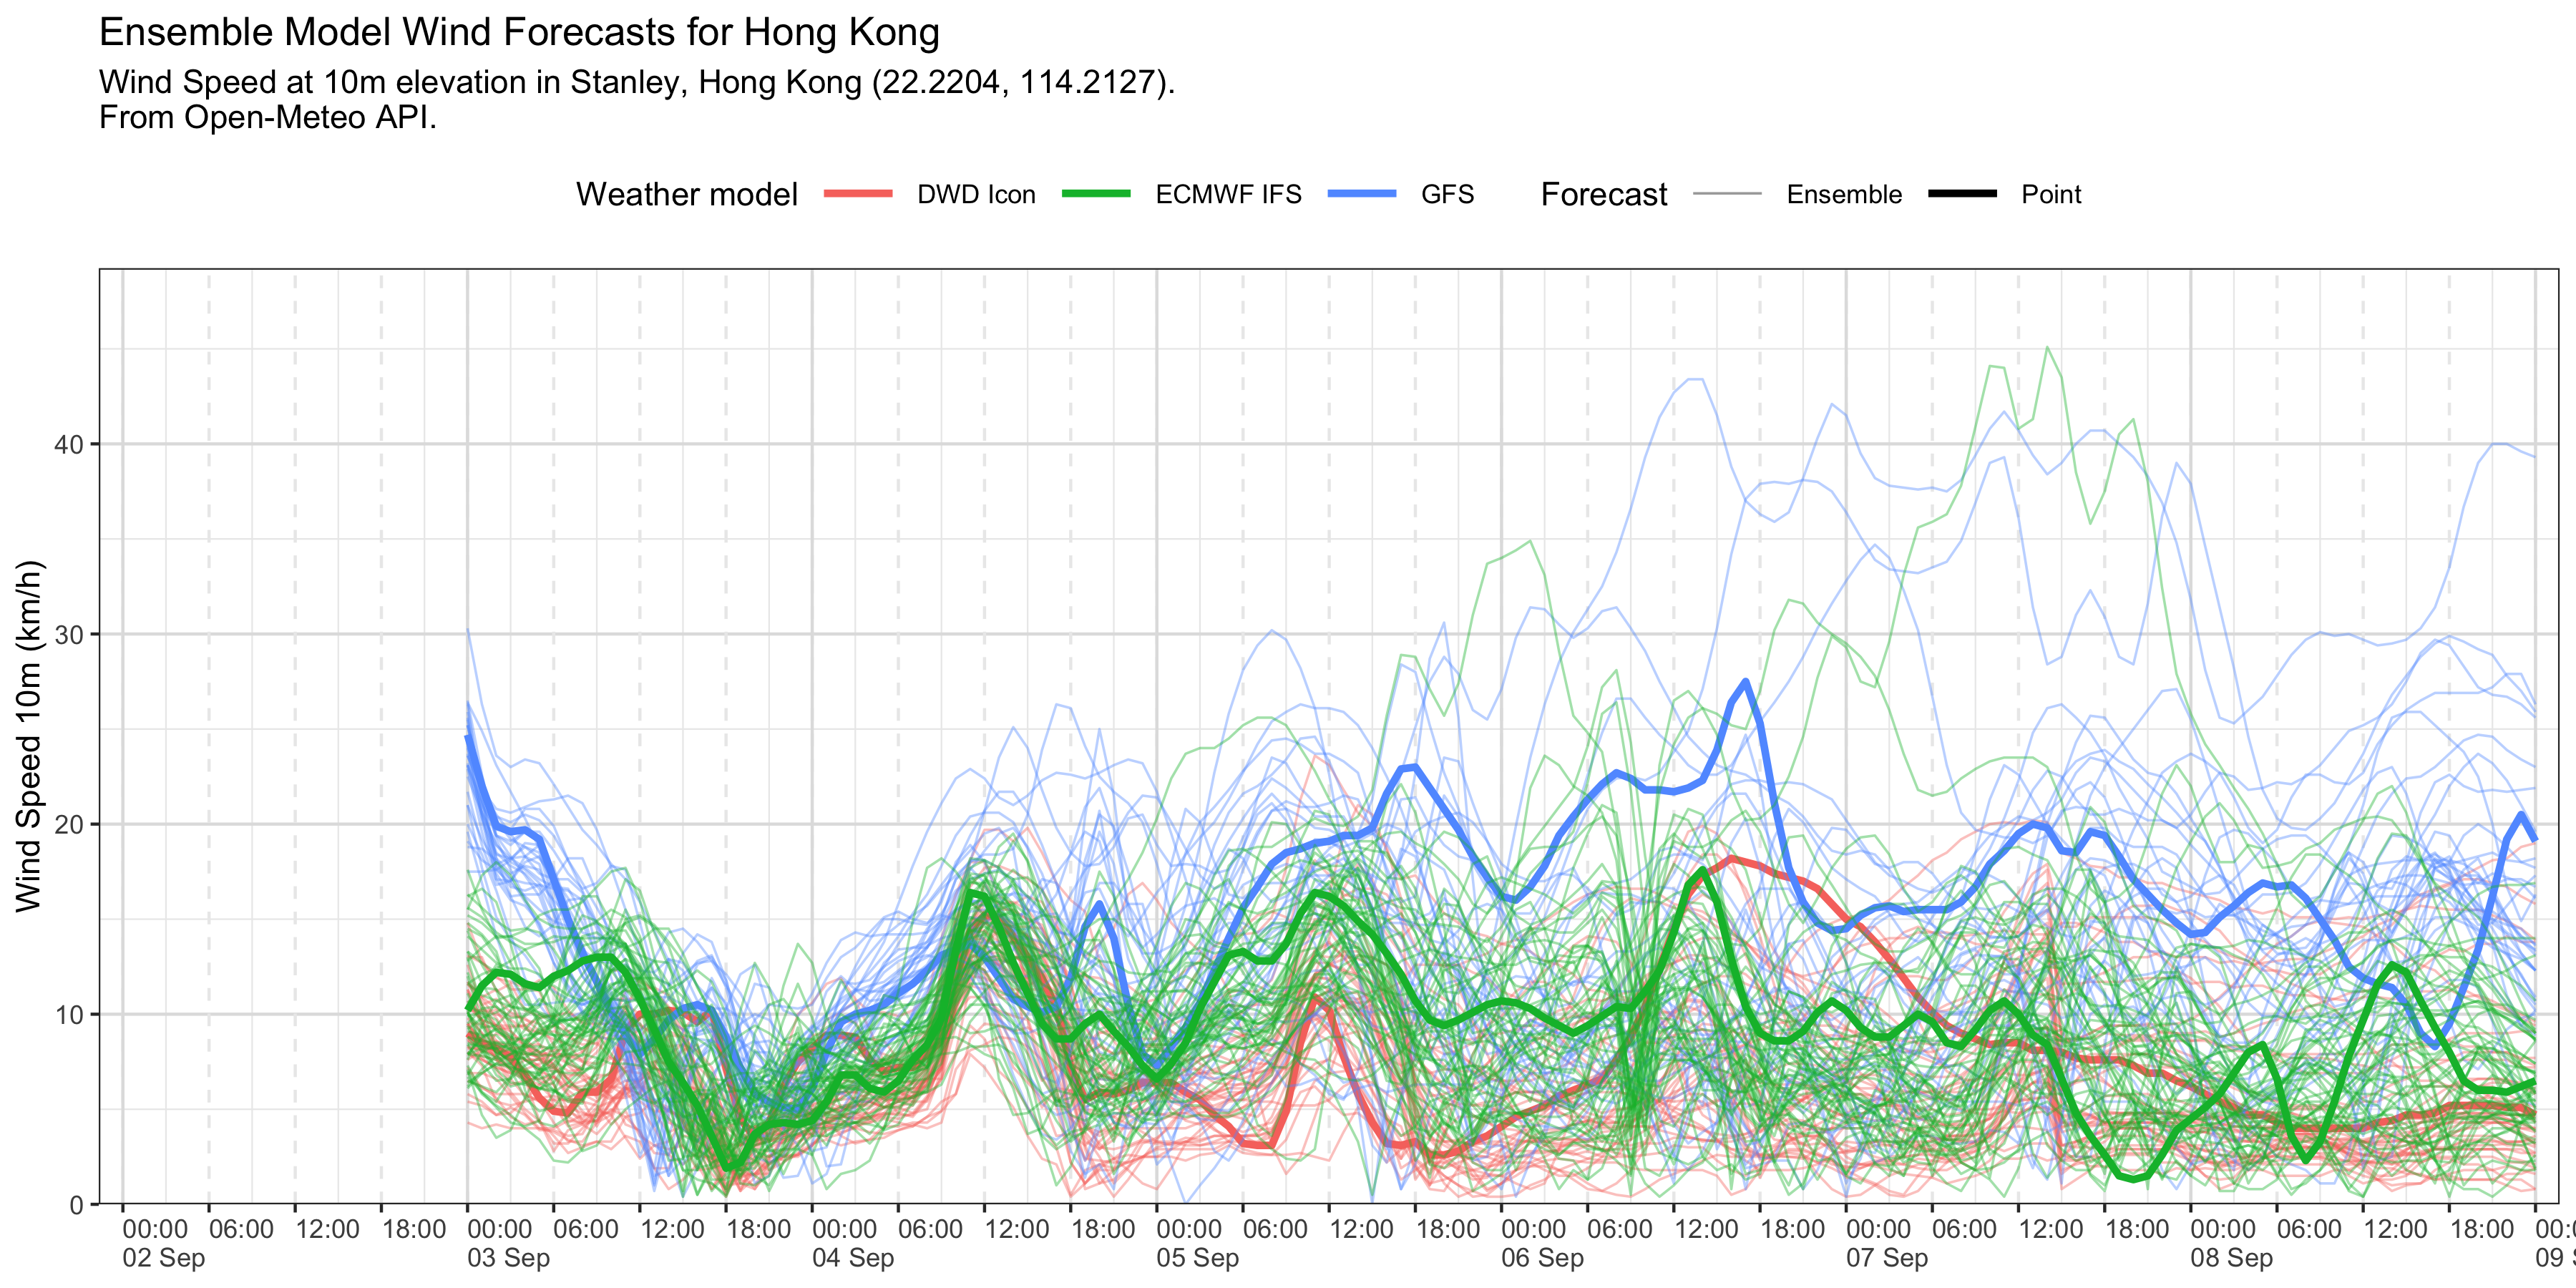 Ensemble Model Wind Forecasts for Hong Kong
Wind Speed at 10m elevation in Stanley, Hong Kong (22.2204, 114.2127).
From Open-Meteo API.
Weather model DWD Icon ECMWF IFS GFS Forecast Ensemble Point
Wind Speed 10m (km/h)
40
30
20
10
0
00:00 06:00 12:00 18:00 00:00 06:00 12:00 18:00 00:00 06:00 12:00 18:00 00:00 06:00 12:00 18:00 00:00 06:00 12:00 18:00 00:00 06:00 12:00 18:00 00:00 06:00 12:00 18:00
02 Sep 03 Sep 04 Sep 05 Sep 06 Sep 07 Sep 08 Sep 09